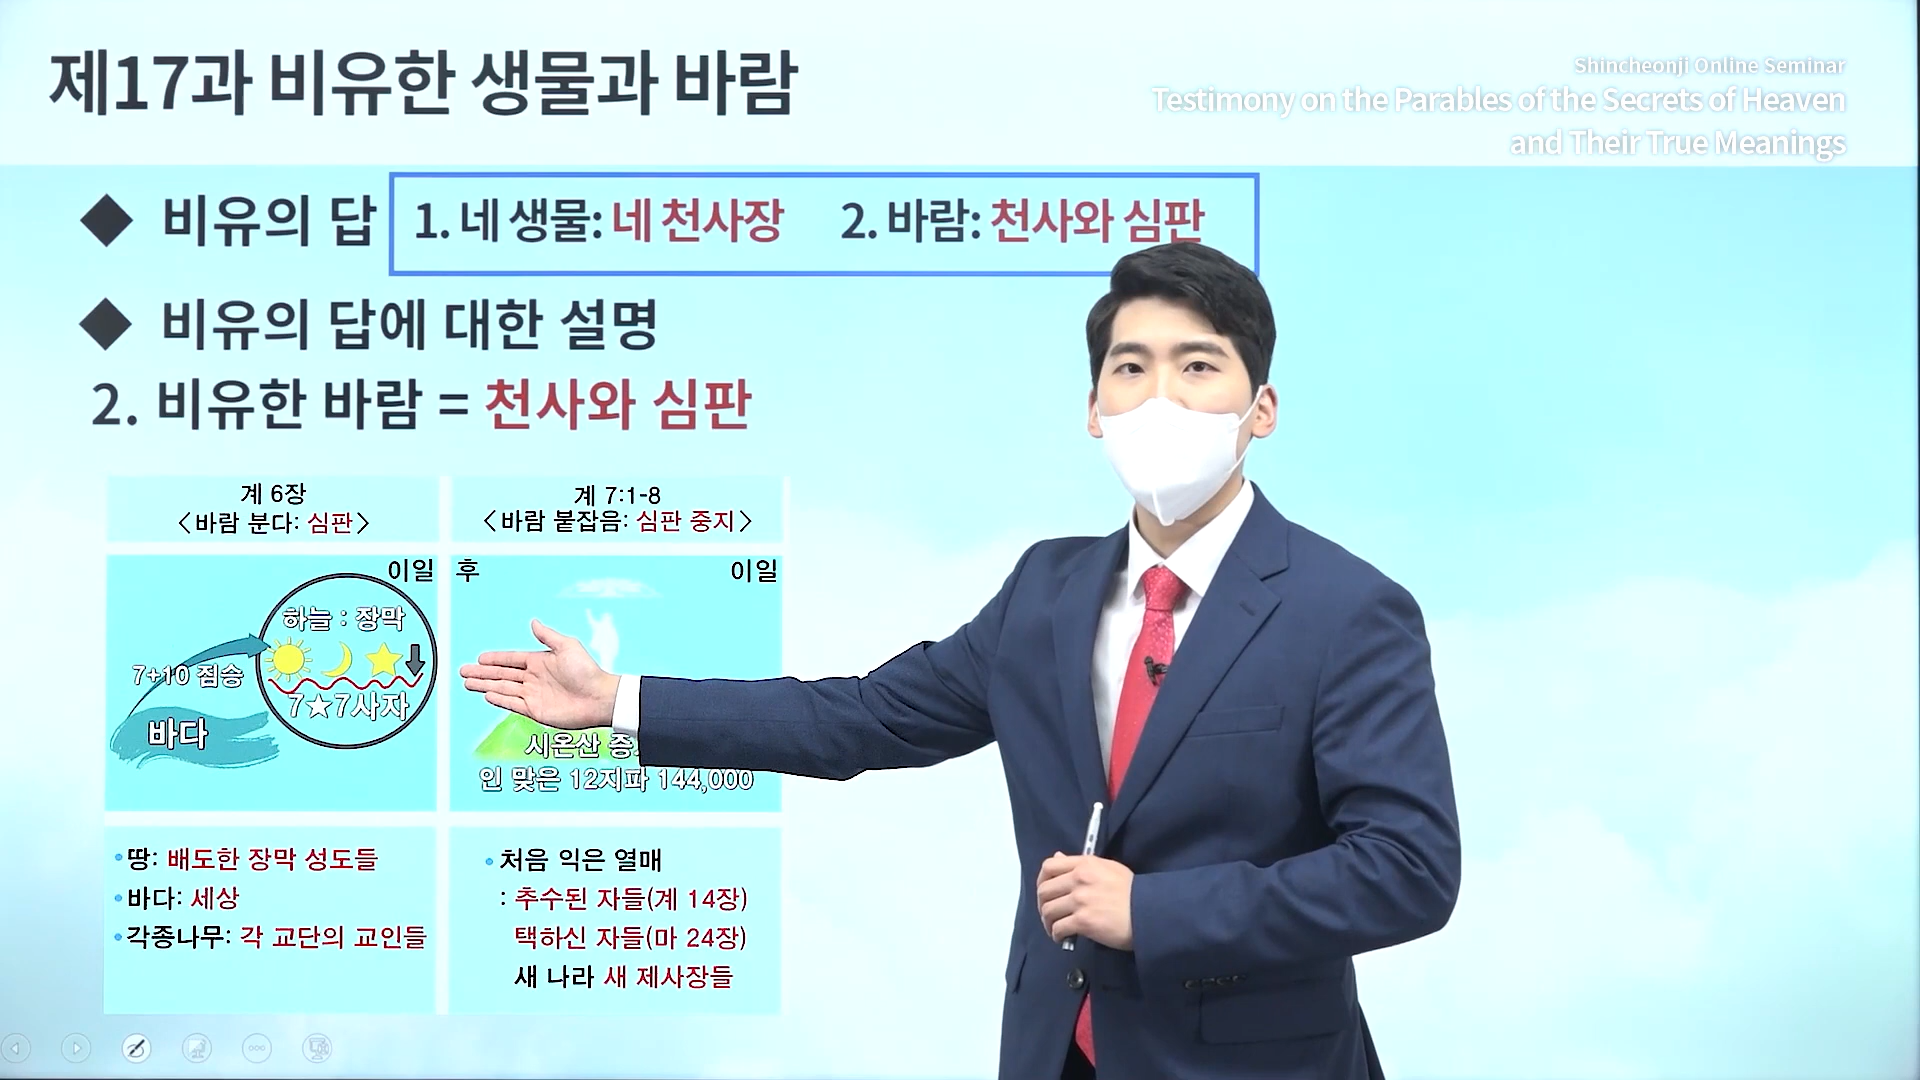 제17과 비유한 생물과 바람
Shincheonji Online Seminar
Testimony on the Parables of the Secrets of Heaven
and Their True Meanings
◆ 비유의 답 1. 네 생물: 네 천사장 2. 바람: 천사와 심판
◆ 비유의 답에 대한 설명
2. 비유한 바람 = 천사와 심판
계 6장
<바람 분다: 심판>
이일
하늘 : 장막
7+10 짐승
7★7사자
바다
•땅: 배도한 장막 성도들
•바다: 세상
•각종나무: 각 교단의 교인들
계 7:1-8
<바람 붙잡음: 심판 중지>
후 이일
시온산 증
인 맞은 12지파 144,000
•처음 익은 열매
: 추수된 자들(계 14장)
택하신 자들(마 24장)
새 나라 새 제사장들